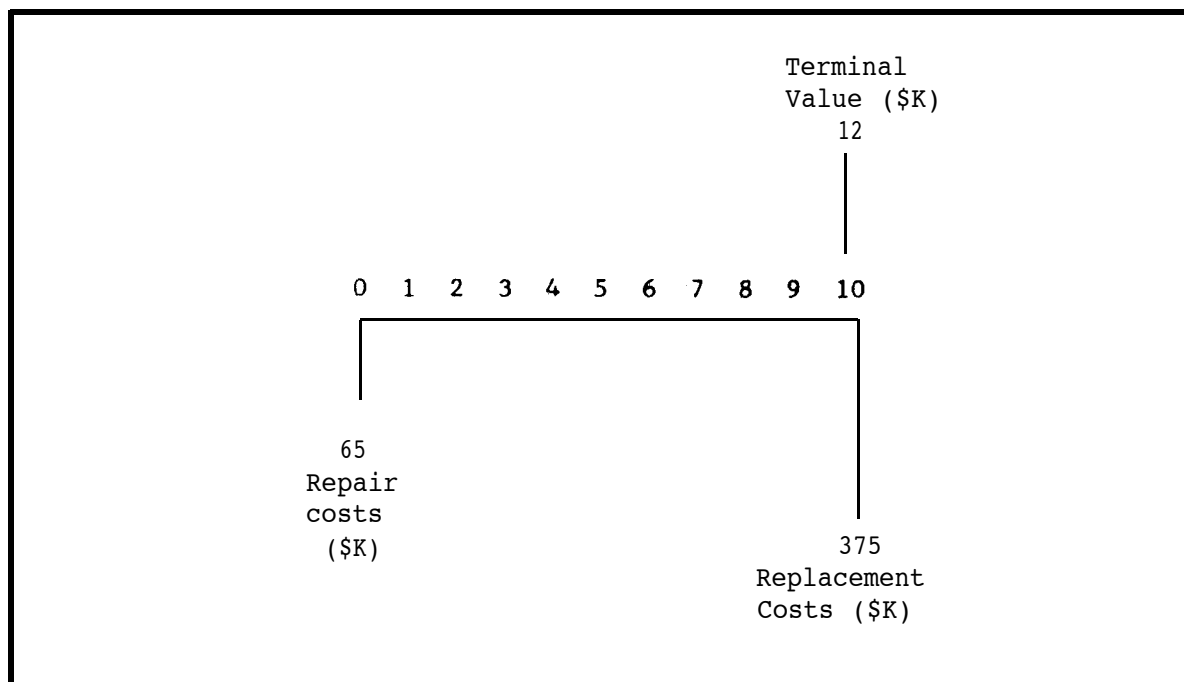 Terminal
Value ($K)
12
0 1 2 3 4 5 6 7 8 9 10
65
Repair
costs
($K)
375
Replacement
Costs ($K)